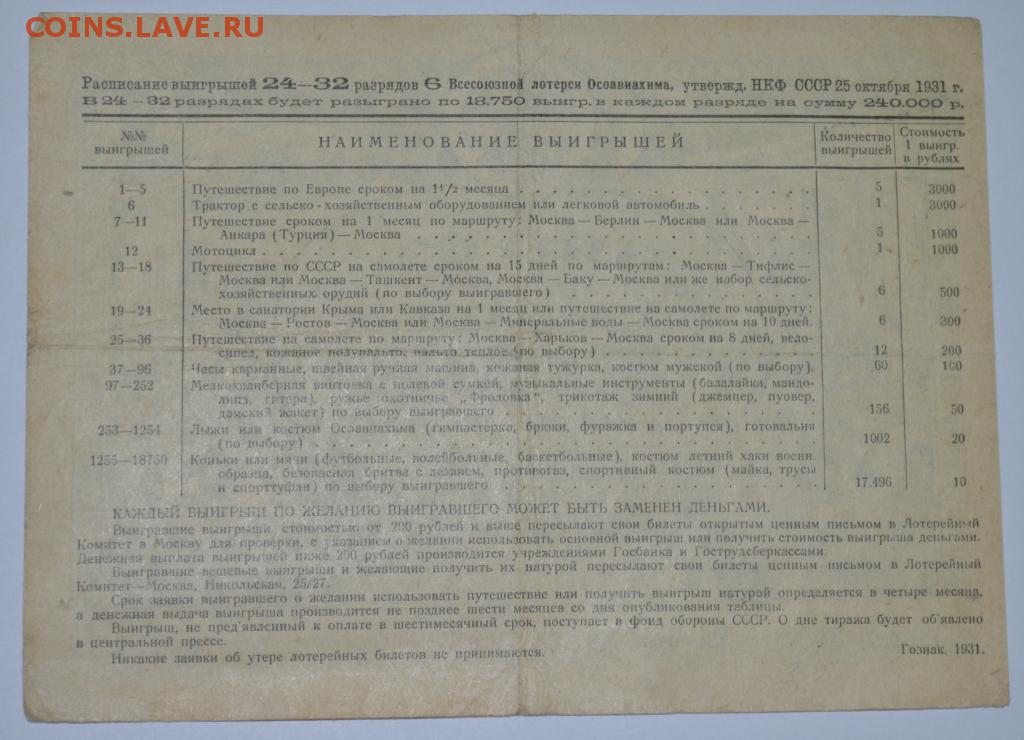 COINS.LAVE.RU
Расписание выигрышей 24—32 разрядов 6 Всесоюзной лотереи Осоавиахима, утвержд. НКФ СССР 25 октября 1931 г.
В 24 — 32 разрядах будет разыграно по 18.750 выигр. в каждом разряде на сумму 240.000 р.
№№ выигрышей НАИМЕНОВАНИЕ ВЫИГРЫШЕЙ Количество выигрышей Стоимость 1 выигр. в рублях
1—5 Путешествие по Европе сроком на 1 1/2 месяца 5 3000
6 Трактор с сельско-хозяйственным оборудованием или легковой автомобиль 1 3000
7—11 Путешествие сроком на 1 месяц по маршруту: Москва—Берлин—Москва или Москва—
Анкара (Турция)—Москва 5 1000
12 Мотоцикл 1 1000
13—18 Путешествие по СССР на самолете сроком на 15 дней по маршрутам: Москва—Тифлис—
Москва или Москва—Ташкент—Москва, Москва—Баку—Москва или же набор сельско-
хозяйственных орудий (по выбору выигравшего) 6 500
19—24 Место в санатории Крыма или Кавказа на 1 месяц или путешествие на самолете по маршруту:
Москва—Ростов—Москва или Москва—Минеральные воды—Москва сроком на 10 дней. 6 300
25—36 Путешествие на самолете по маршруту: Москва—Харьков—Москва сроком на 8 дней, вело-
сипед, кожаное полупальто, пальто теплое (по выбору) 12 200
37—96 Часы карманные, швейная ручная машина, кожаная тужурка, костюм мужской (по выбору). 60 100
97—252 Мелкокалиберная винтовка с полевой сумкой, музыкальные инструменты (балалайка, мандо-
лина, гитара), ружье охотничье „Фроловка“, трикотаж зимний (джемпер, пуовер,
дамский жакет) по выбору выигравшего 156 50
253—1254 Лыжи или костюм Осоавиахима (гимнастерка, брюки, фуражка и портупея), готовальня
(по выбору) 1002 20
1255—18750 Коньки или мячи (футбольные, волейбольные, баскетбольные), костюм летний хаки воени.
образца, безопасная бритва с лезвием, противогаз, спортивный костюм (майка, трусы
и спорттуфли) по выбору выигравшего 17.496 10
КАЖДЫЙ ВЫИГРЫШ ПО ЖЕЛАНИЮ ВЫИГРАВШЕГО МОЖЕТ БЫТЬ ЗАМЕНЕН ДЕНЬГАМИ.
Выигравшие выигрыши, стоимостью от 200 рублей и выше пересылают свои билеты открытым ценным письмом в Лотерейный
Комитет в Москву для проверки, с указанием о желании использовать основной выигрыш или получить стоимость выигрыша деньгами.
Денежная выплата выигрышей ниже 200 рублей производится учреждениями Госбанка и Гострудсберкассами.
Выигравшие вещевые выигрыши и желающие получить их натурой пересылают свои билеты ценным письмом в Лотерейный
Комитет—Москва, Никольская, 25/27.
Срок заявки выигравшего о желании использовать путешествие или получить выигрыш натурой определяется в четыре месяца,
а денежная выдача выигрыша производится не позднее шести месяцев со дня опубликования таблицы.
Выигрыш, не пред'явленный к оплате в шестимесячный срок, поступает в фонд обороны СССР. О дне тиража будет об'явлено
в центральной прессе.
Никакие заявки об утере лотерейных билетов не принимаются. Гознак. 1931.